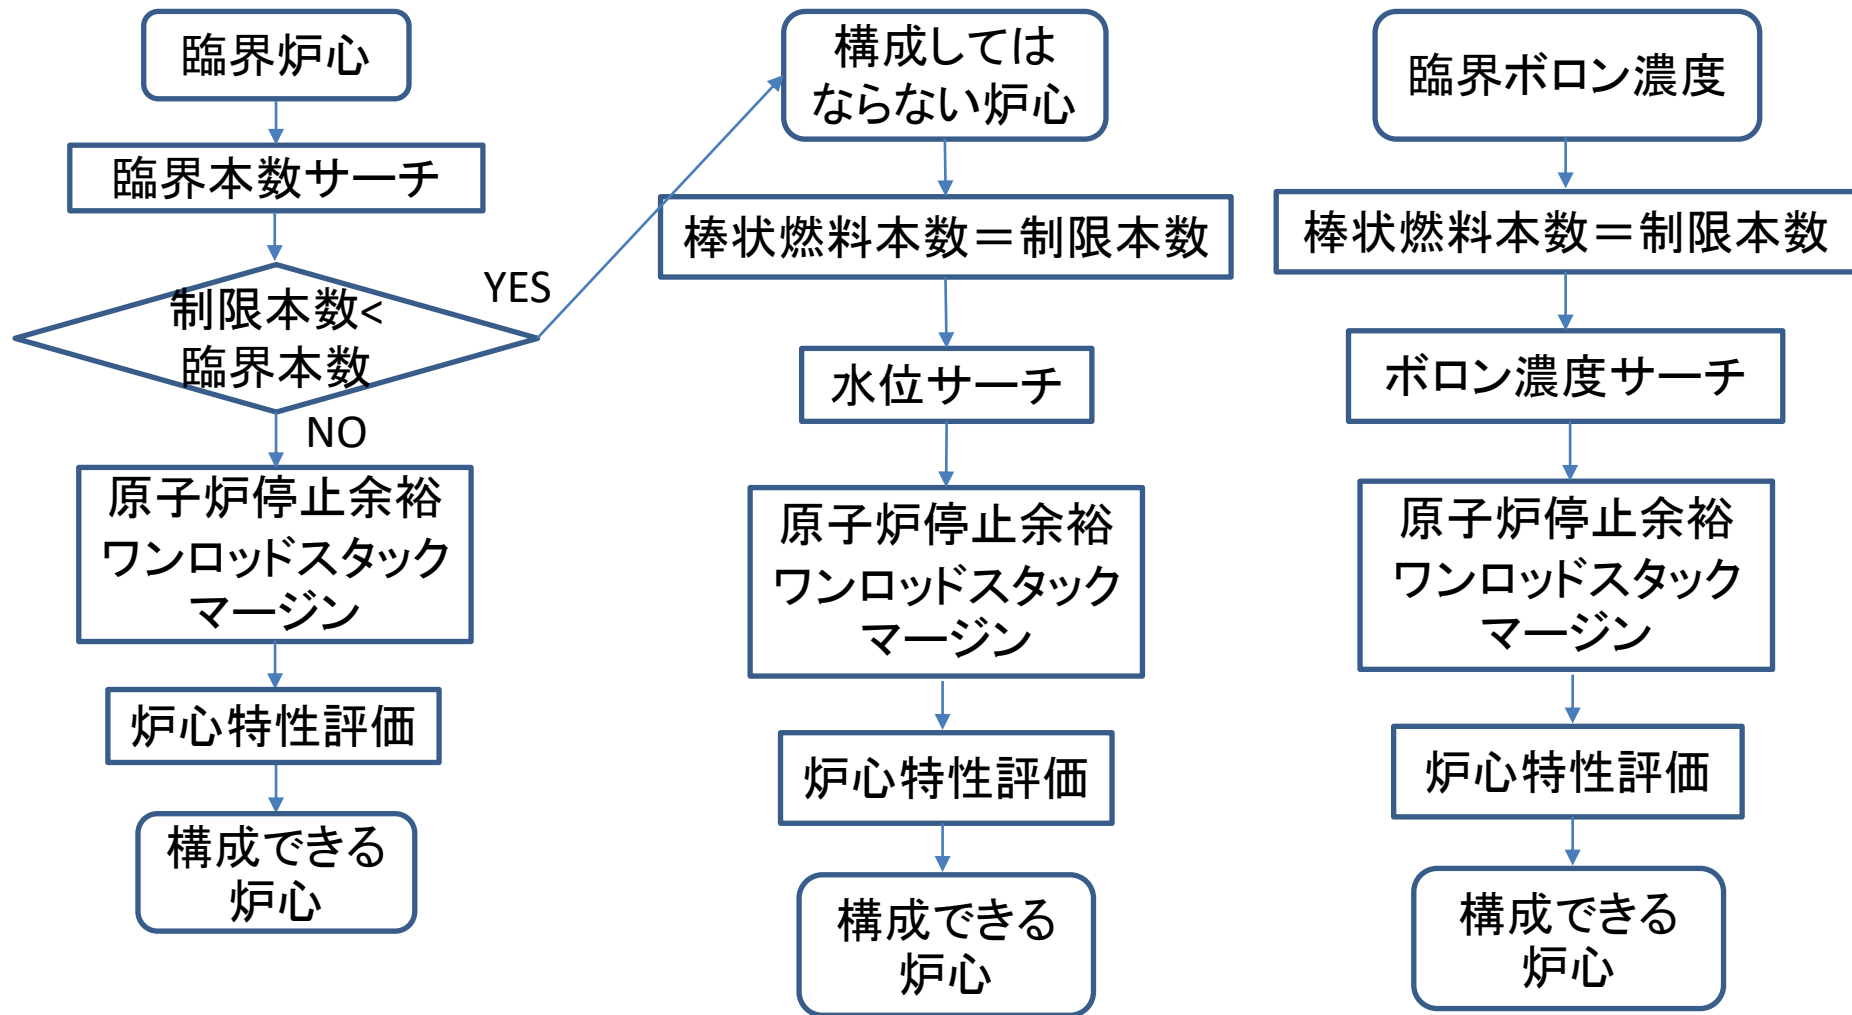 臨界炉心
臨界本数サーチ
制限本数<
臨界本数
YES
NO
原子炉停止余裕
ワンロッドスタック
マージン
炉心特性評価
構成できる
炉心
構成しては
ならない炉心
棒状燃料本数＝制限本数
水位サーチ
原子炉停止余裕
ワンロッドスタック
マージン
炉心特性評価
構成できる
炉心
臨界ボロン濃度
棒状燃料本数＝制限本数
ボロン濃度サーチ
原子炉停止余裕
ワンロッドスタック
マージン
炉心特性評価
構成できる
炉心